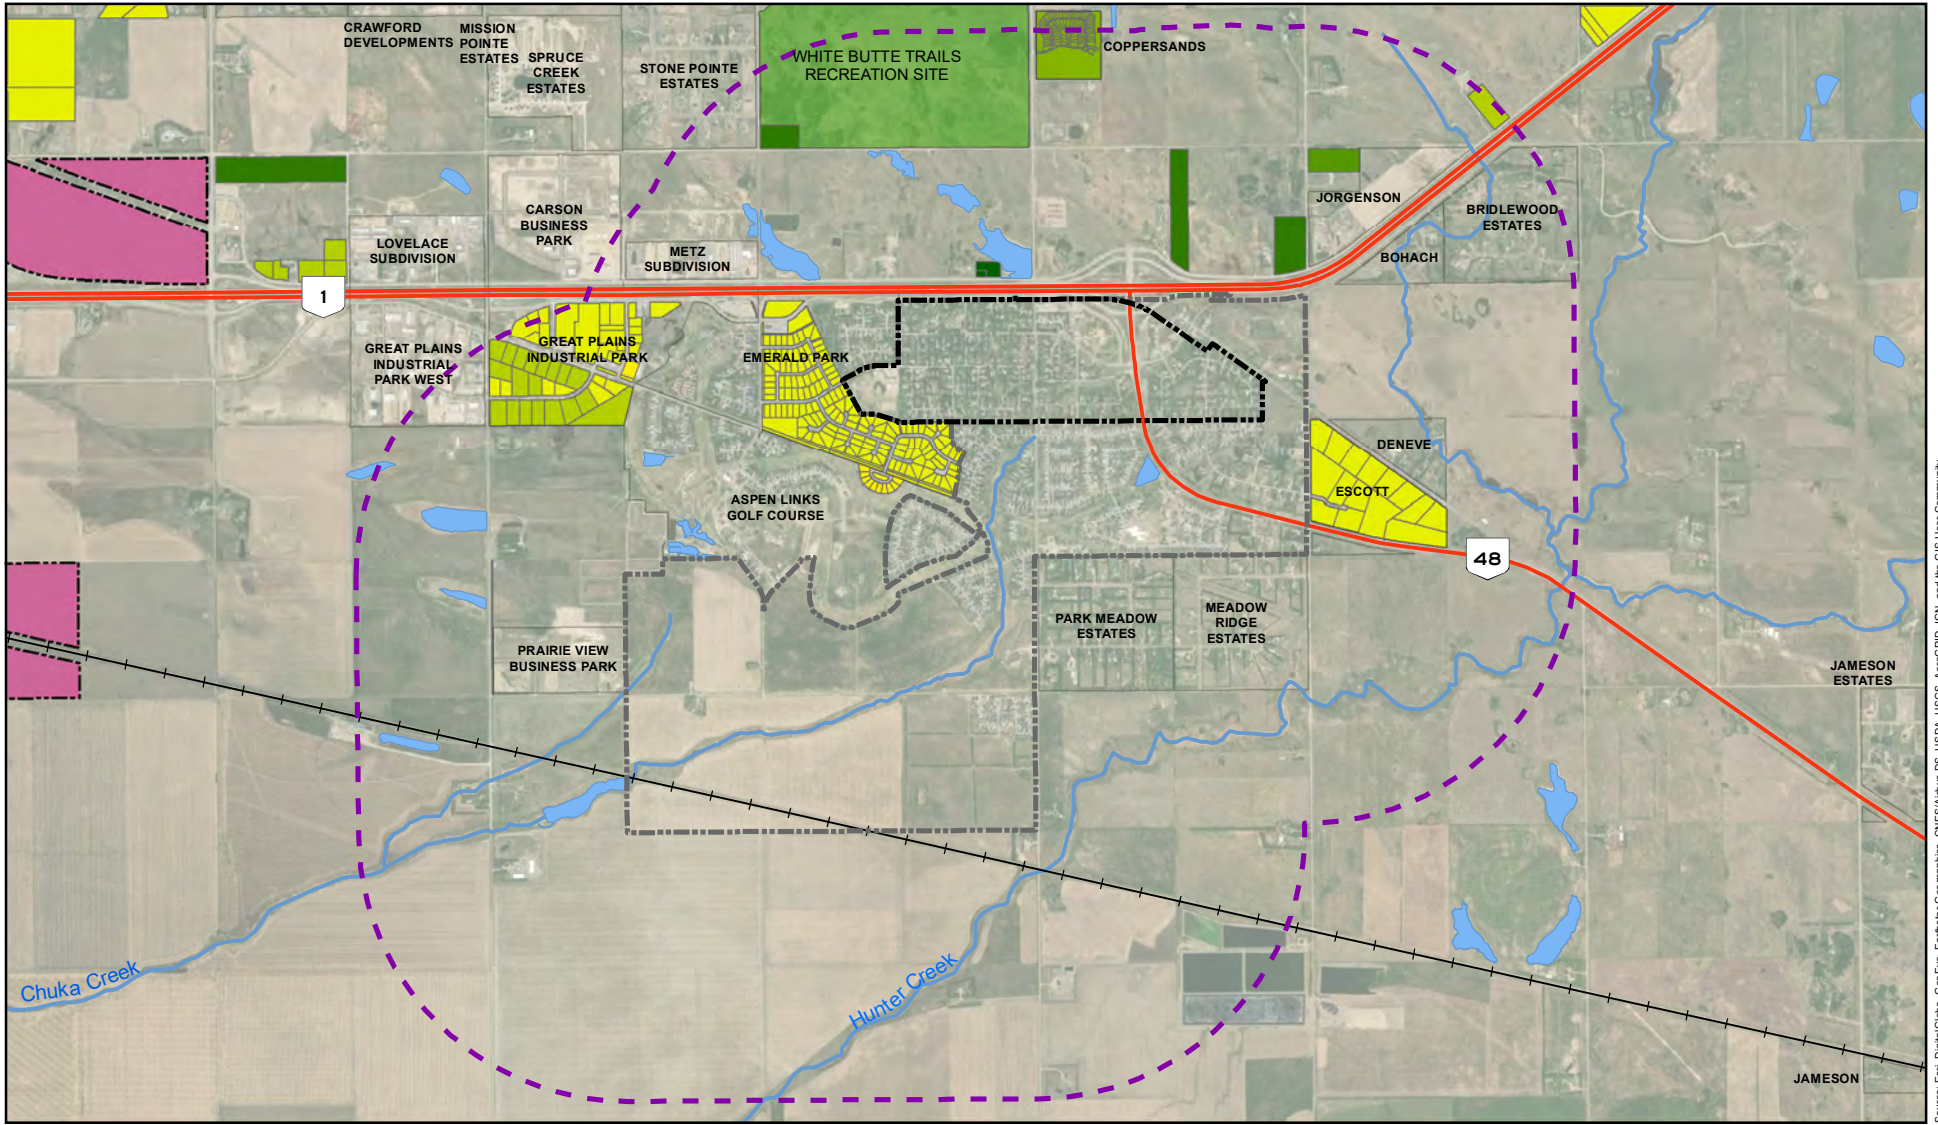 CRAWFORD
DEVELOPMENTS
MISSION
POINTE
ESTATES
SPRUCE
CREEK
ESTATES
STONE POINTE
ESTATES
WHITE BUTTE TRAILS
RECREATION SITE
COPPERSANDS
JORGENSON
BRIDLEWOOD
ESTATES
BOHACH
LOVELACE
SUBDIVISION
CARSON
BUSINESS
PARK
METZ
SUBDIVISION
1
GREAT PLAINS
INDUSTRIAL
PARK WEST
GREAT PLAINS
INDUSTRIAL PARK
EMERALD PARK
DENEVE
ESCOTT
ASPEN LINKS
GOLF COURSE
48
PARK MEADOW
ESTATES
MEADOW
RIDGE
ESTATES
PRAIRIE VIEW
BUSINESS PARK
JAMESON
ESTATES
Chuka Creek
Hunter Creek
JAMESON